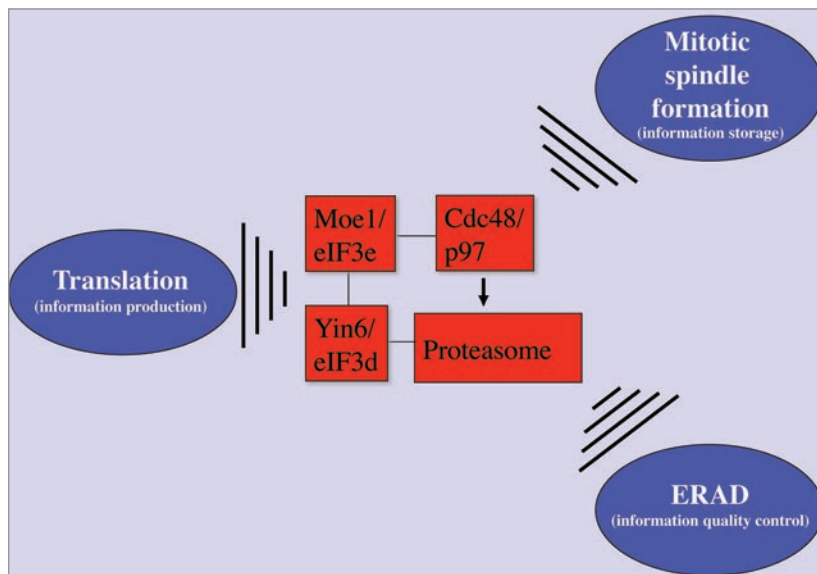 Mitotic
spindle
formation
(information storage)
Moe1/
eIF3e
Cdc48/
p97
Translation
(information production)
Yin6/
eIF3d
Proteasome
ERAD
(information quality control)